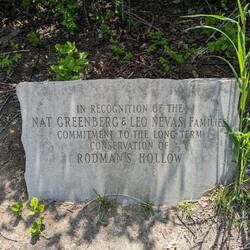 IN RECOGNITION OF THE
NAT GREENBERG & LEO NEVAS FAMILIES
COMMITMENT TO THE LONG TERM
CONSERVATION OF
RODMAN'S HOLLOW